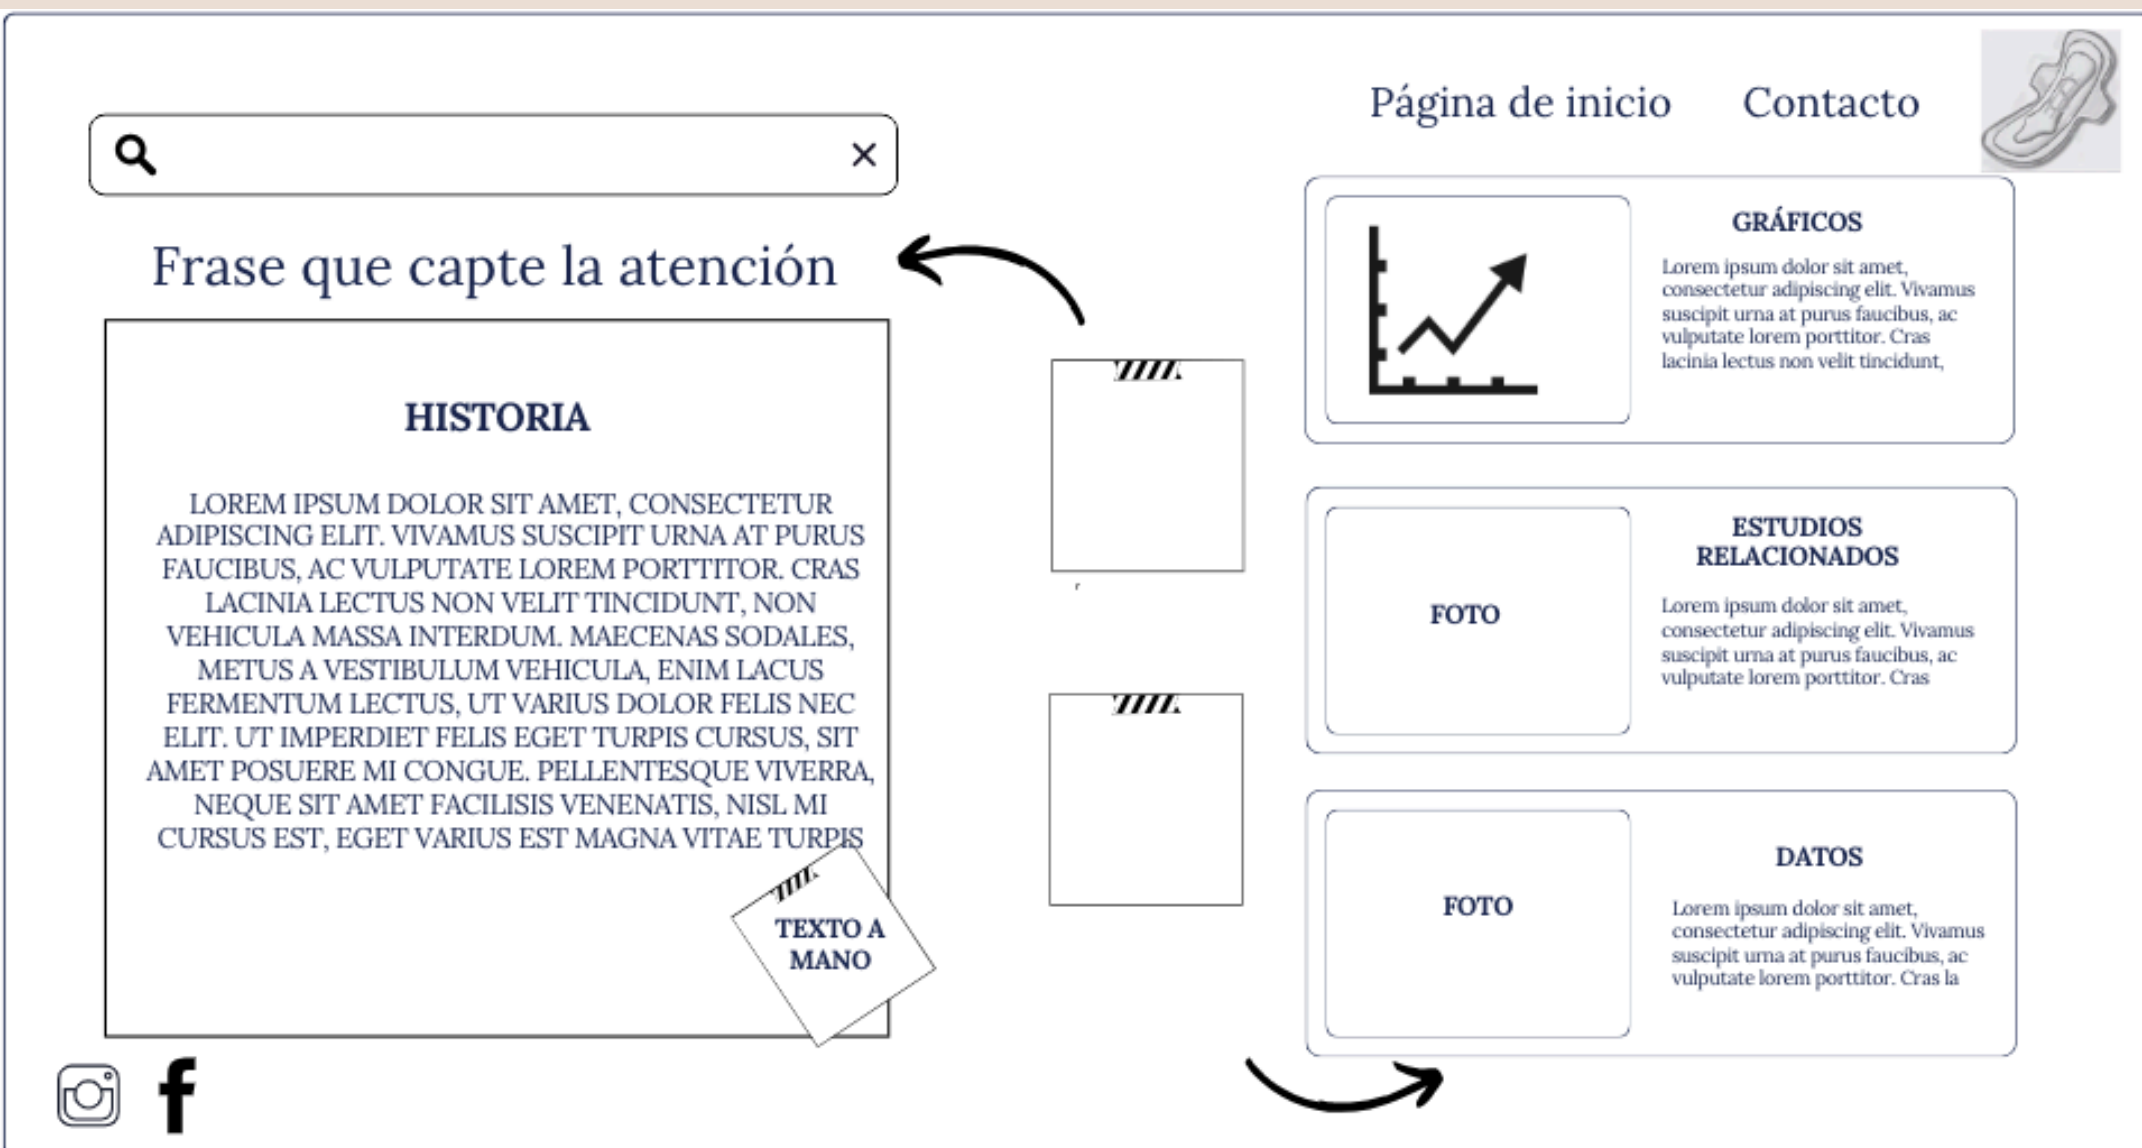 Página de inicio
Contacto
Frase que capte la atención
HISTORIA
LOREM IPSUM DOLOR SIT AMET, CONSECTETUR
ADIPISCING ELIT. VIVAMUS SUSCIPIT URNA AT PURUS
FAUCIBUS, AC VULPUTATE LOREM PORTTITOR. CRAS
LACINIA LECTUS NON VELIT TINCIDUNT, NON
VEHICULA MASSA INTERDUM. MAECENAS SODALES,
METUS A VESTIBULUM VEHICULA, ENIM LACUS
FERMENTUM LECTUS, UT VARIUS DOLOR FELIS NEC
ELIT. UT IMPERDIET FELIS EGET TURPIS CURSUS, SIT
AMET POSUERE MI CONGUE. PELLENTESQUE VIVERRA,
NEQUE SIT AMET FACILISIS VENENATIS, NISL MI
CURSUS EST, EGET VARIUS EST MAGNA VITAE TURPIS
TEXTO A
MANO
GRÁFICOS
Lorem ipsum dolor sit amet,
consectetur adipiscing elit. Vivamus
suscipit urna at purus faucibus, ac
vulputate lorem porttitor. Cras
lacinia lectus non velit tincidunt,
FOTO
ESTUDIOS
RELACIONADOS
Lorem ipsum dolor sit amet,
consectetur adipiscing elit. Vivamus
suscipit urna at purus faucibus, ac
vulputate lorem porttitor. Cras
FOTO
DATOS
Lorem ipsum dolor sit amet,
consectetur adipiscing elit. Vivamus
suscipit urna at purus faucibus, ac
vulputate lorem porttitor. Cras la